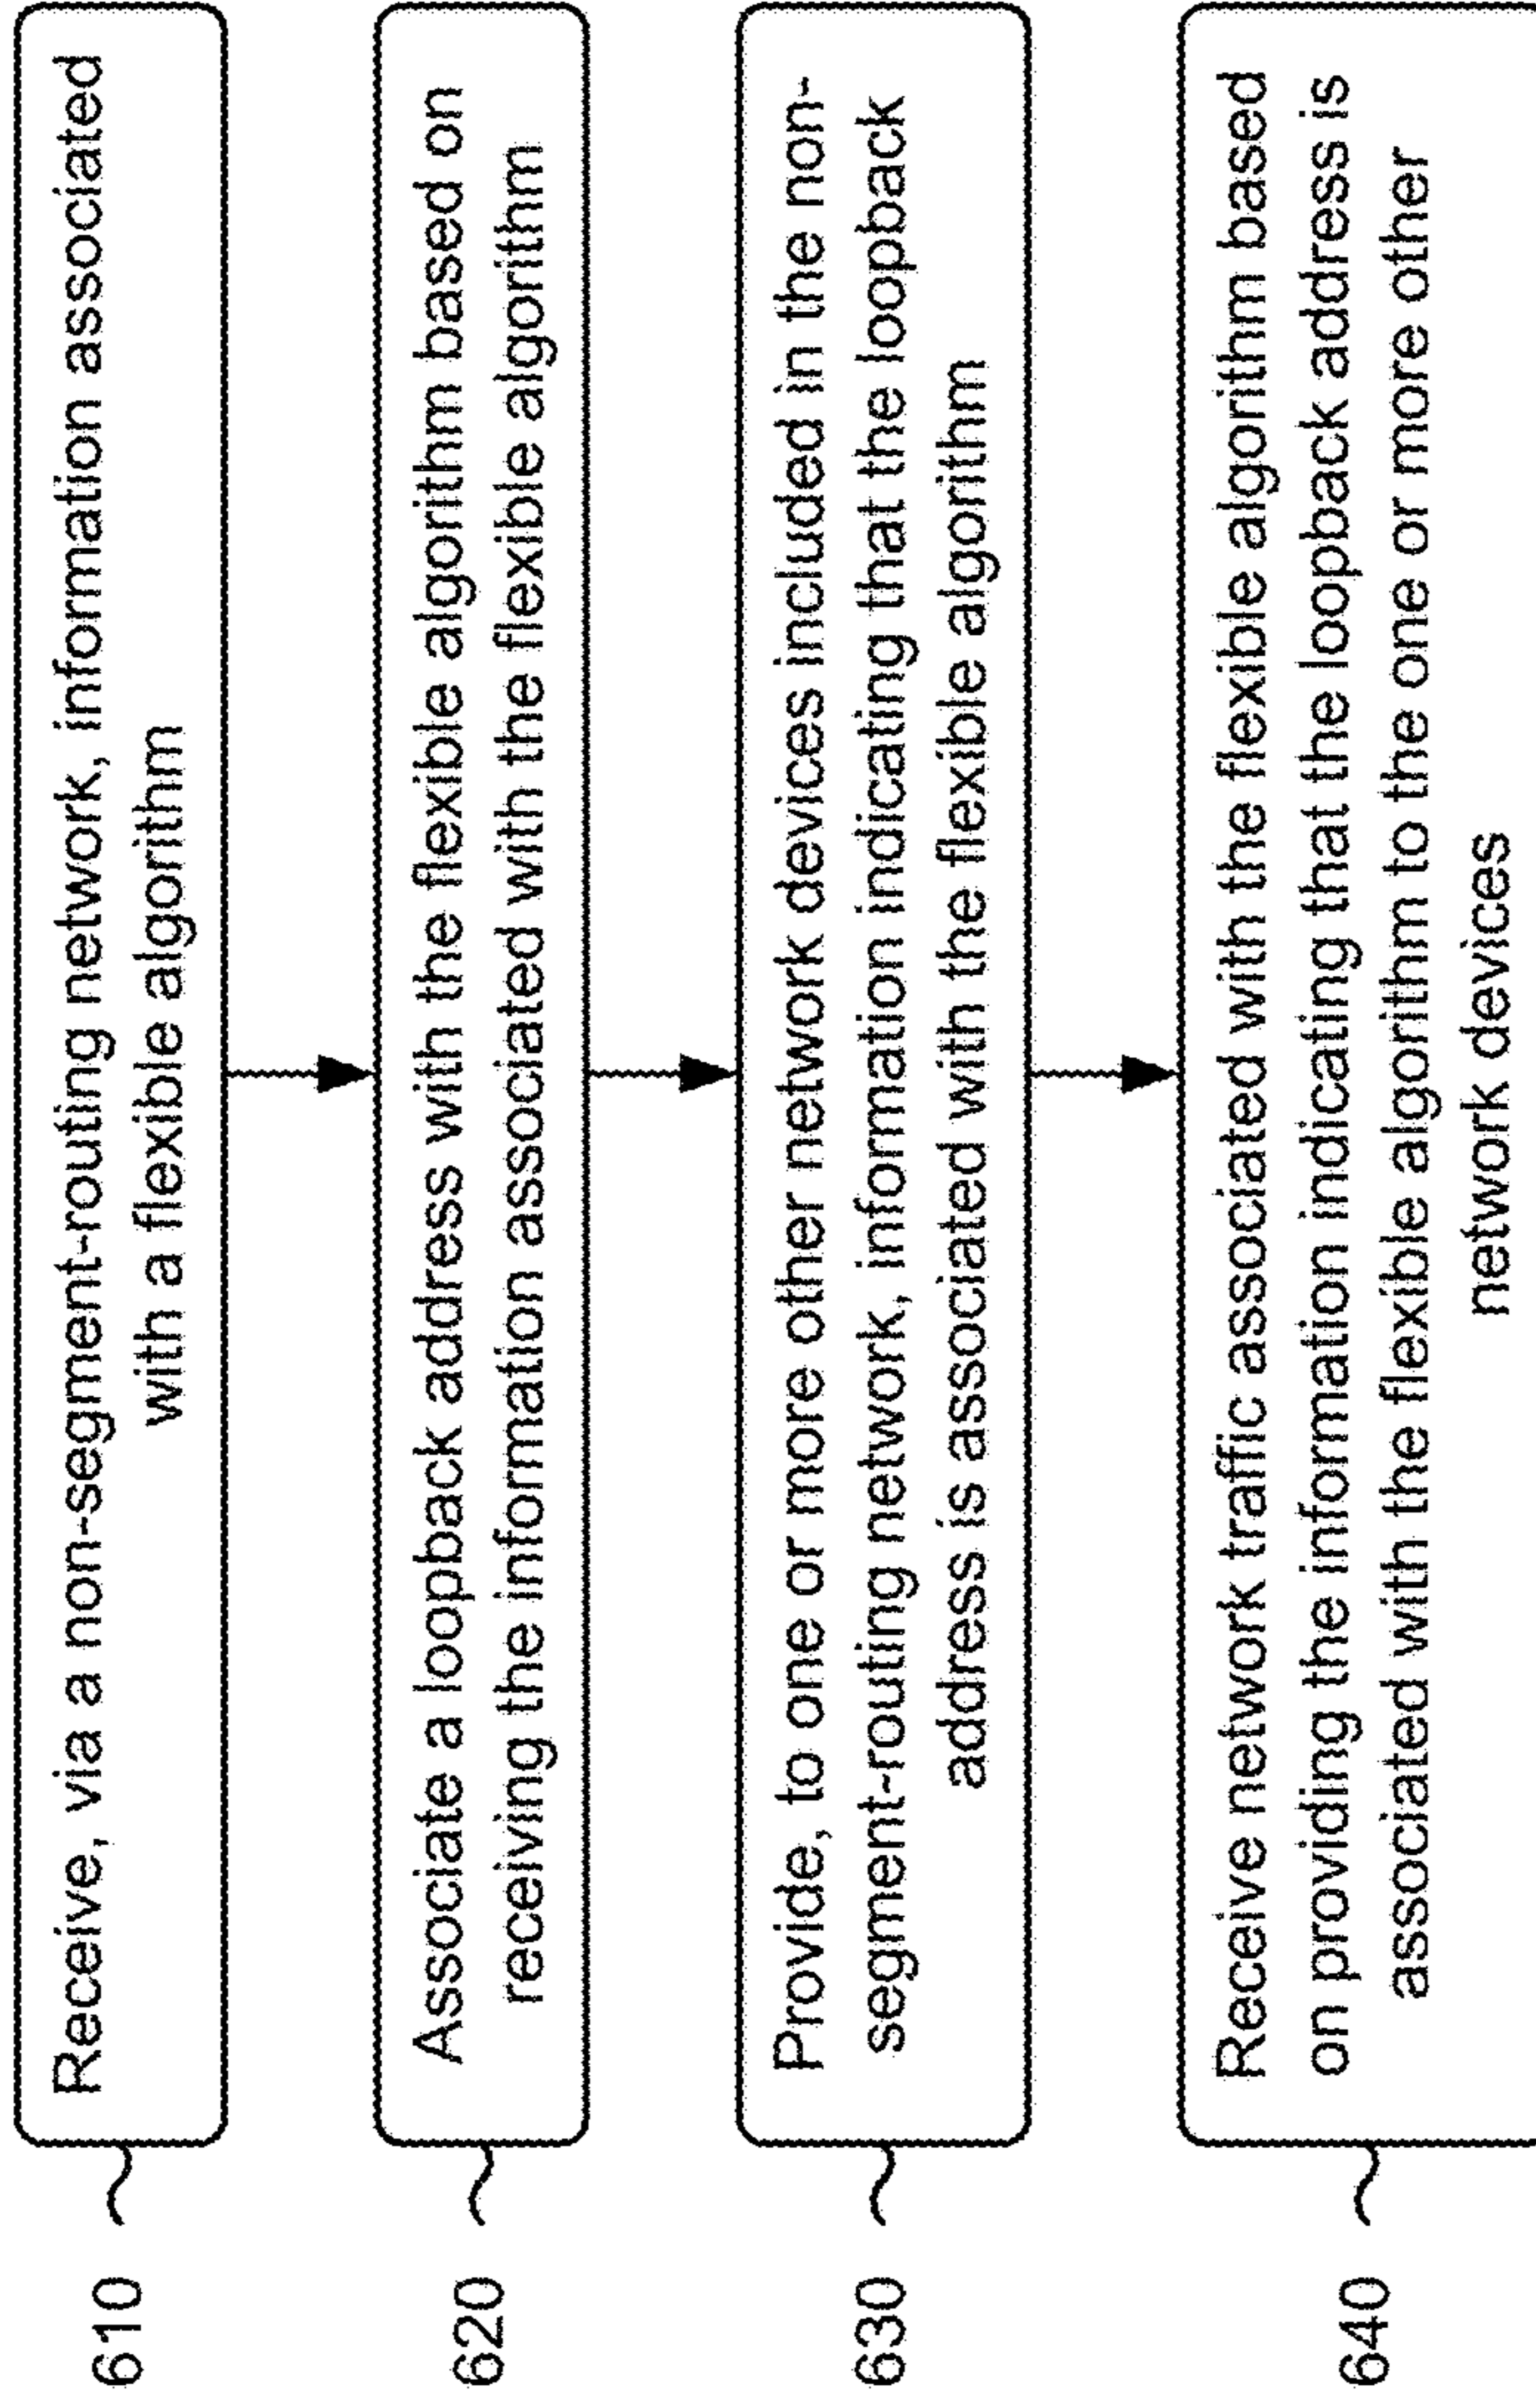 610
Receive, via a non-segment-routing network, information associated
with a flexible algorithm
620
Associate a loopback address with the flexible algorithm based on
receiving the information associated with the flexible algorithm
630
Provide, to one or more other network devices included in the non-
segment-routing network, information indicating that the loopback
address is associated with the flexible algorithm
640
Receive network traffic associated with the flexible algorithm based
on providing the information indicating that the loopback address is
associated with the flexible algorithm to the one or more other
network devices